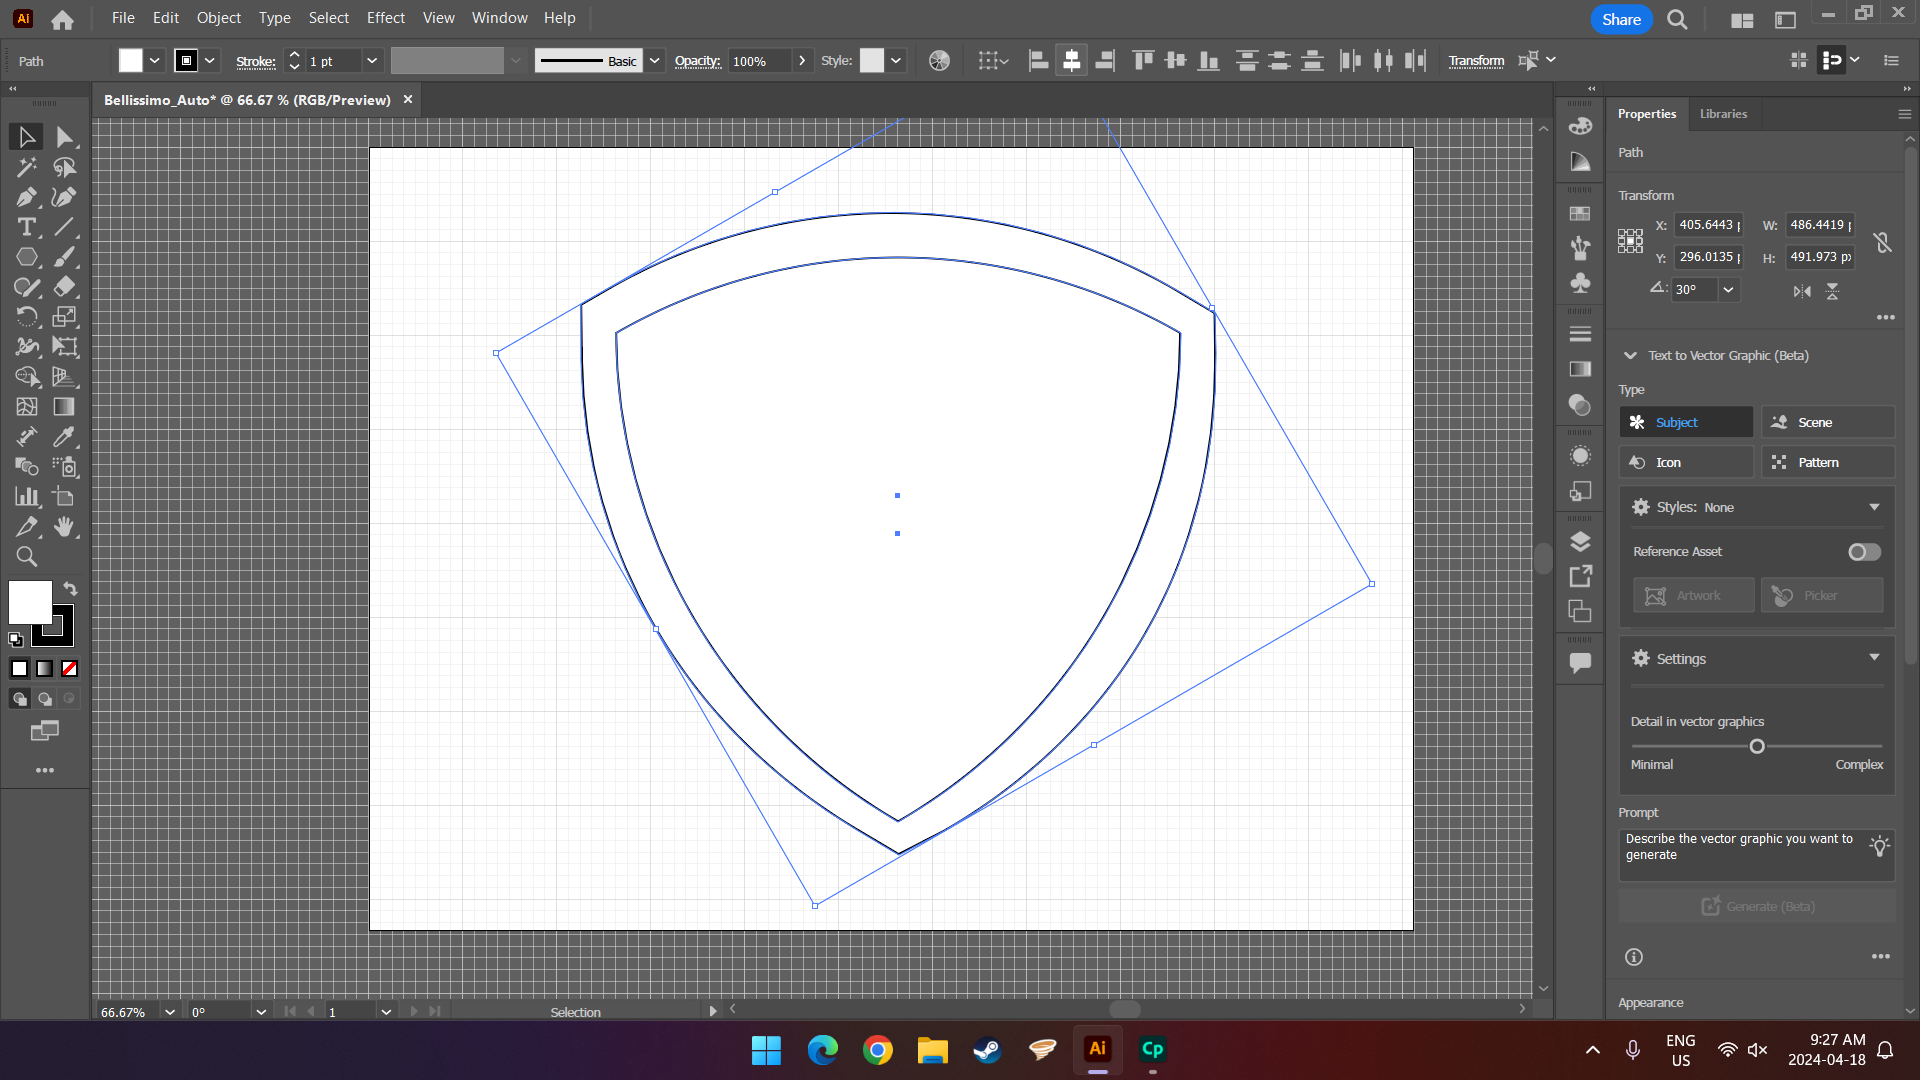 Ai File Edit Object Type Select Effect View Window Help Share
Path Stroke: 1 pt Basic Opacity: 100% Style: Transform
Bellissimo_Auto* @ 66.67 % (RGB/Preview)
Properties Libraries
Path
Transform
X: 405.6443 W: 486.4419
Y: 296.0135 H: 491.973 px
30°
Text to Vector Graphic (Beta)
Type
Subject Scene
Icon Pattern
Styles: None
Reference Asset
Artwork Picker
Settings
Detail in vector graphics
Minimal Complex
Prompt
Describe the vector graphic you want to
generate
Generate (Beta)
Appearance
66.67% 0° 1 Selection
Ai Cp
ENG
US
9:27 AM
2024-04-18